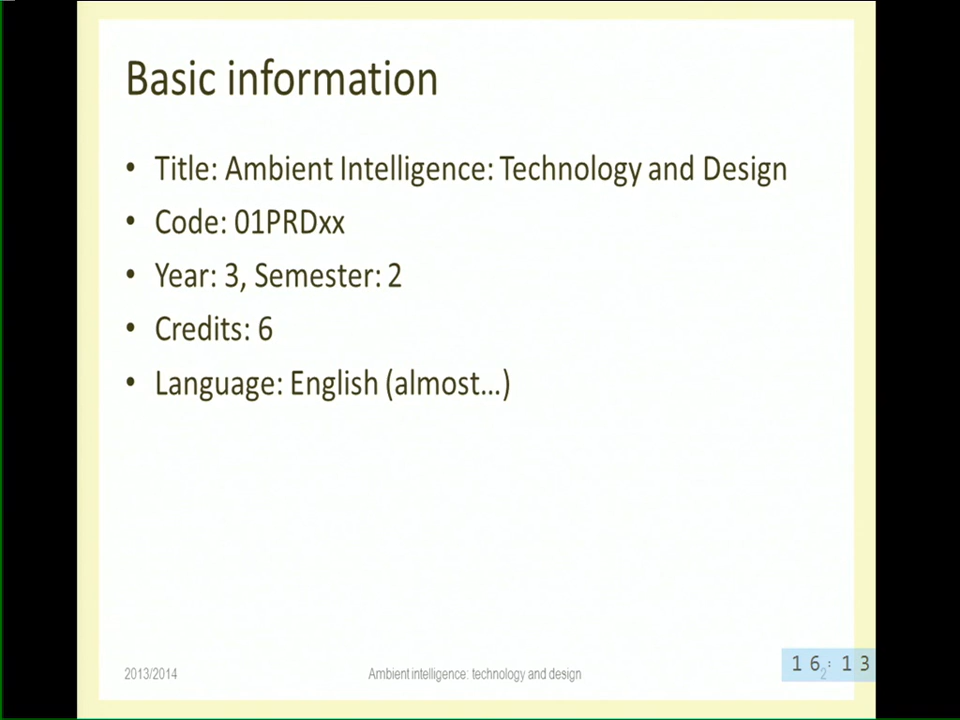 Basic information
• Title: Ambient Intelligence: Technology and Design
• Code: 01PRDxx
• Year: 3, Semester: 2
• Credits: 6
• Language: English (almost...)
2013/2014
Ambient intelligence: technology and design
2
16:13